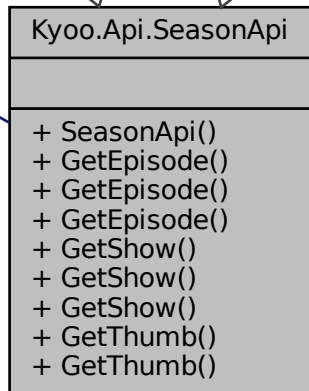 Kyoo.Api.SeasonApi
+ SeasonApi()
+ GetEpisode()
+ GetEpisode()
+ GetEpisode()
+ GetShow()
+ GetShow()
+ GetShow()
+ GetThumb()
+ GetThumb()